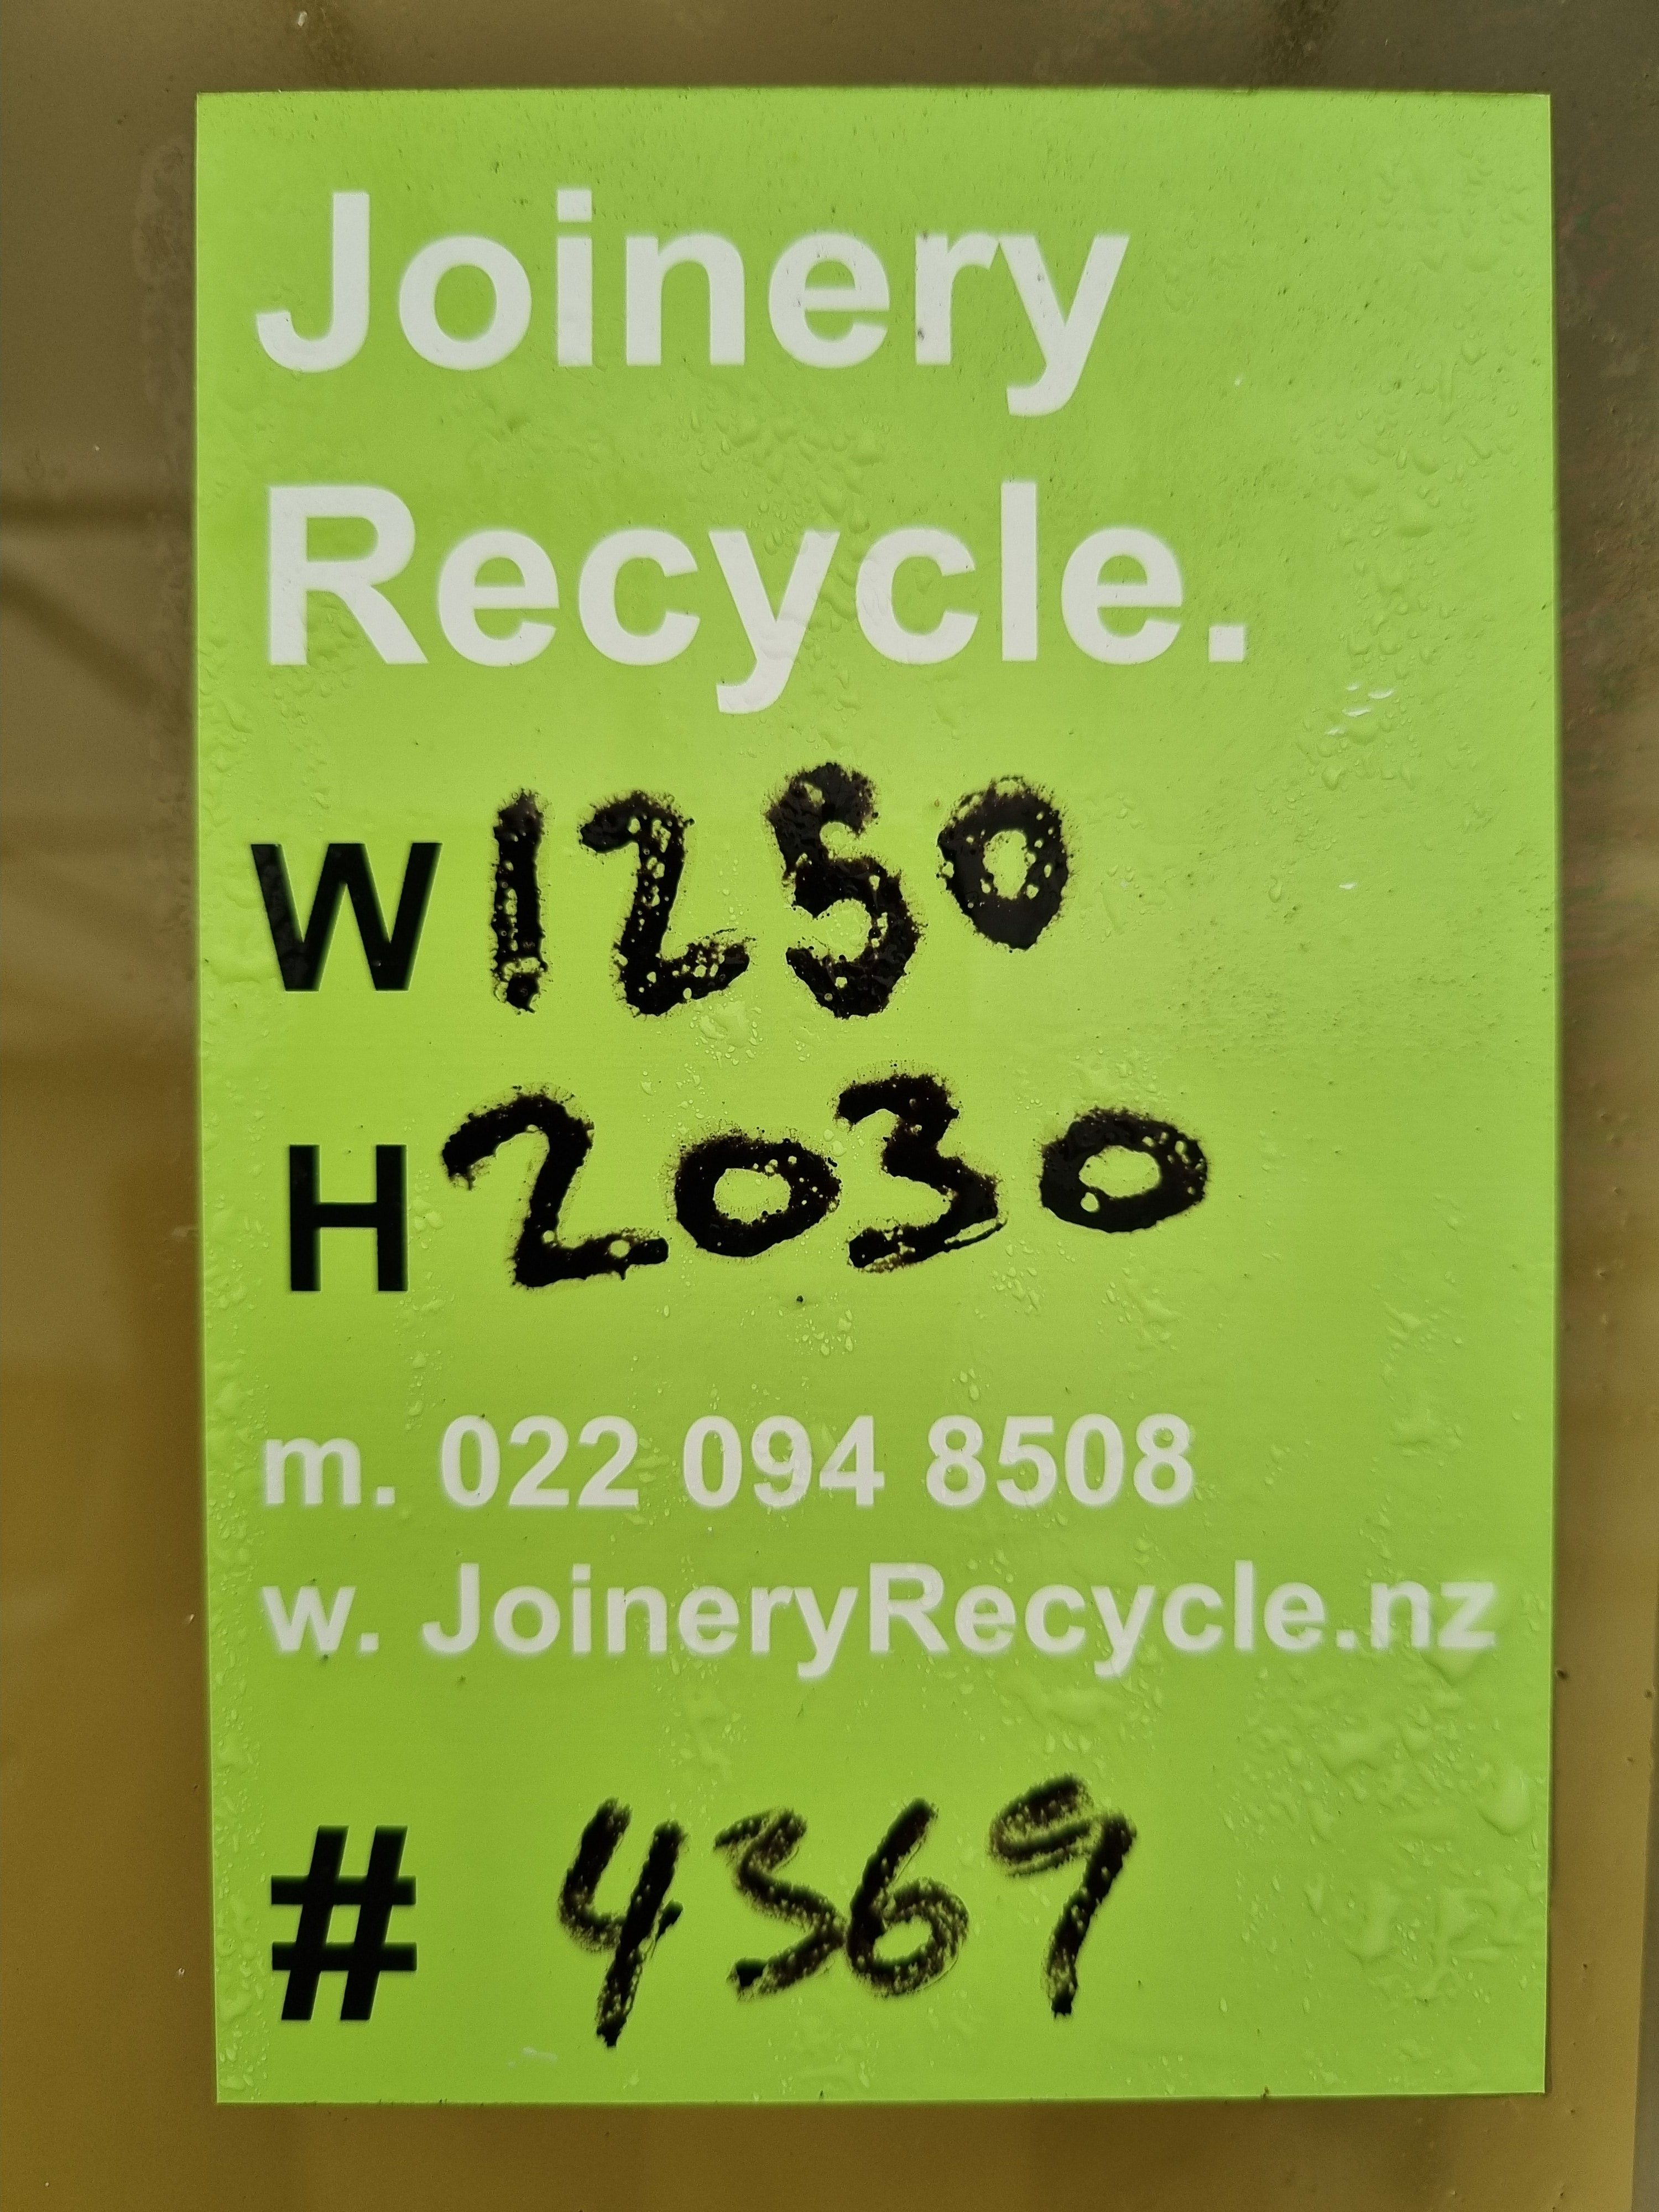 Joinery
Recycle.
W 1250
H 2030
m. 022 094 8508
w. JoineryRecycle.nz
# 4369